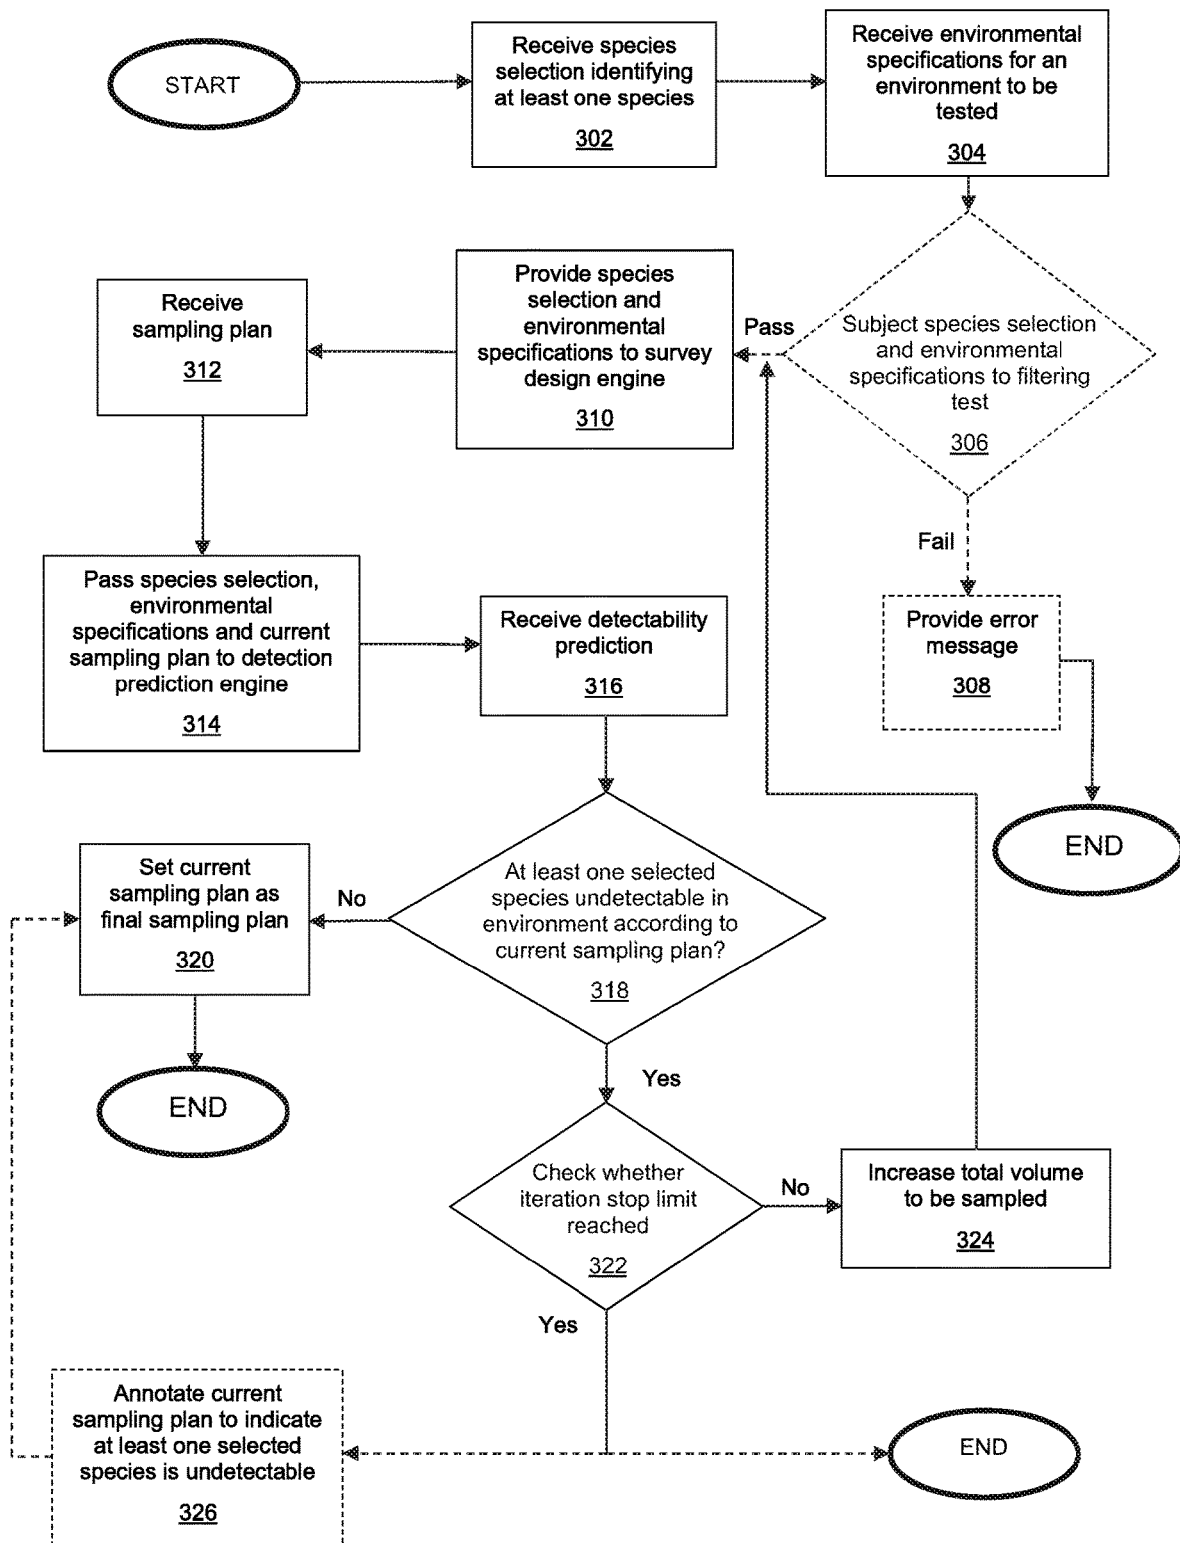 START
Receive species
selection identifying
at least one species
302
Receive environmental
specifications for an
environment to be
tested
304
Subject species selection
and environmental
specifications to filtering
test
306
Pass
Fail
Provide error
message
308
END
Provide species
selection and
environmental
specifications to survey
design engine
310
Receive
sampling plan
312
Pass species selection,
environmental
specifications and current
sampling plan to detection
prediction engine
314
Receive detectability
prediction
316
At least one selected
species undetectable in
environment according to
current sampling plan?
318
No
Set current
sampling plan as
final sampling plan
320
END
Yes
Check whether
iteration stop limit
reached
322
No
Increase total volume
to be sampled
324
Yes
Annotate current
sampling plan to indicate
at least one selected
species is undetectable
326
END